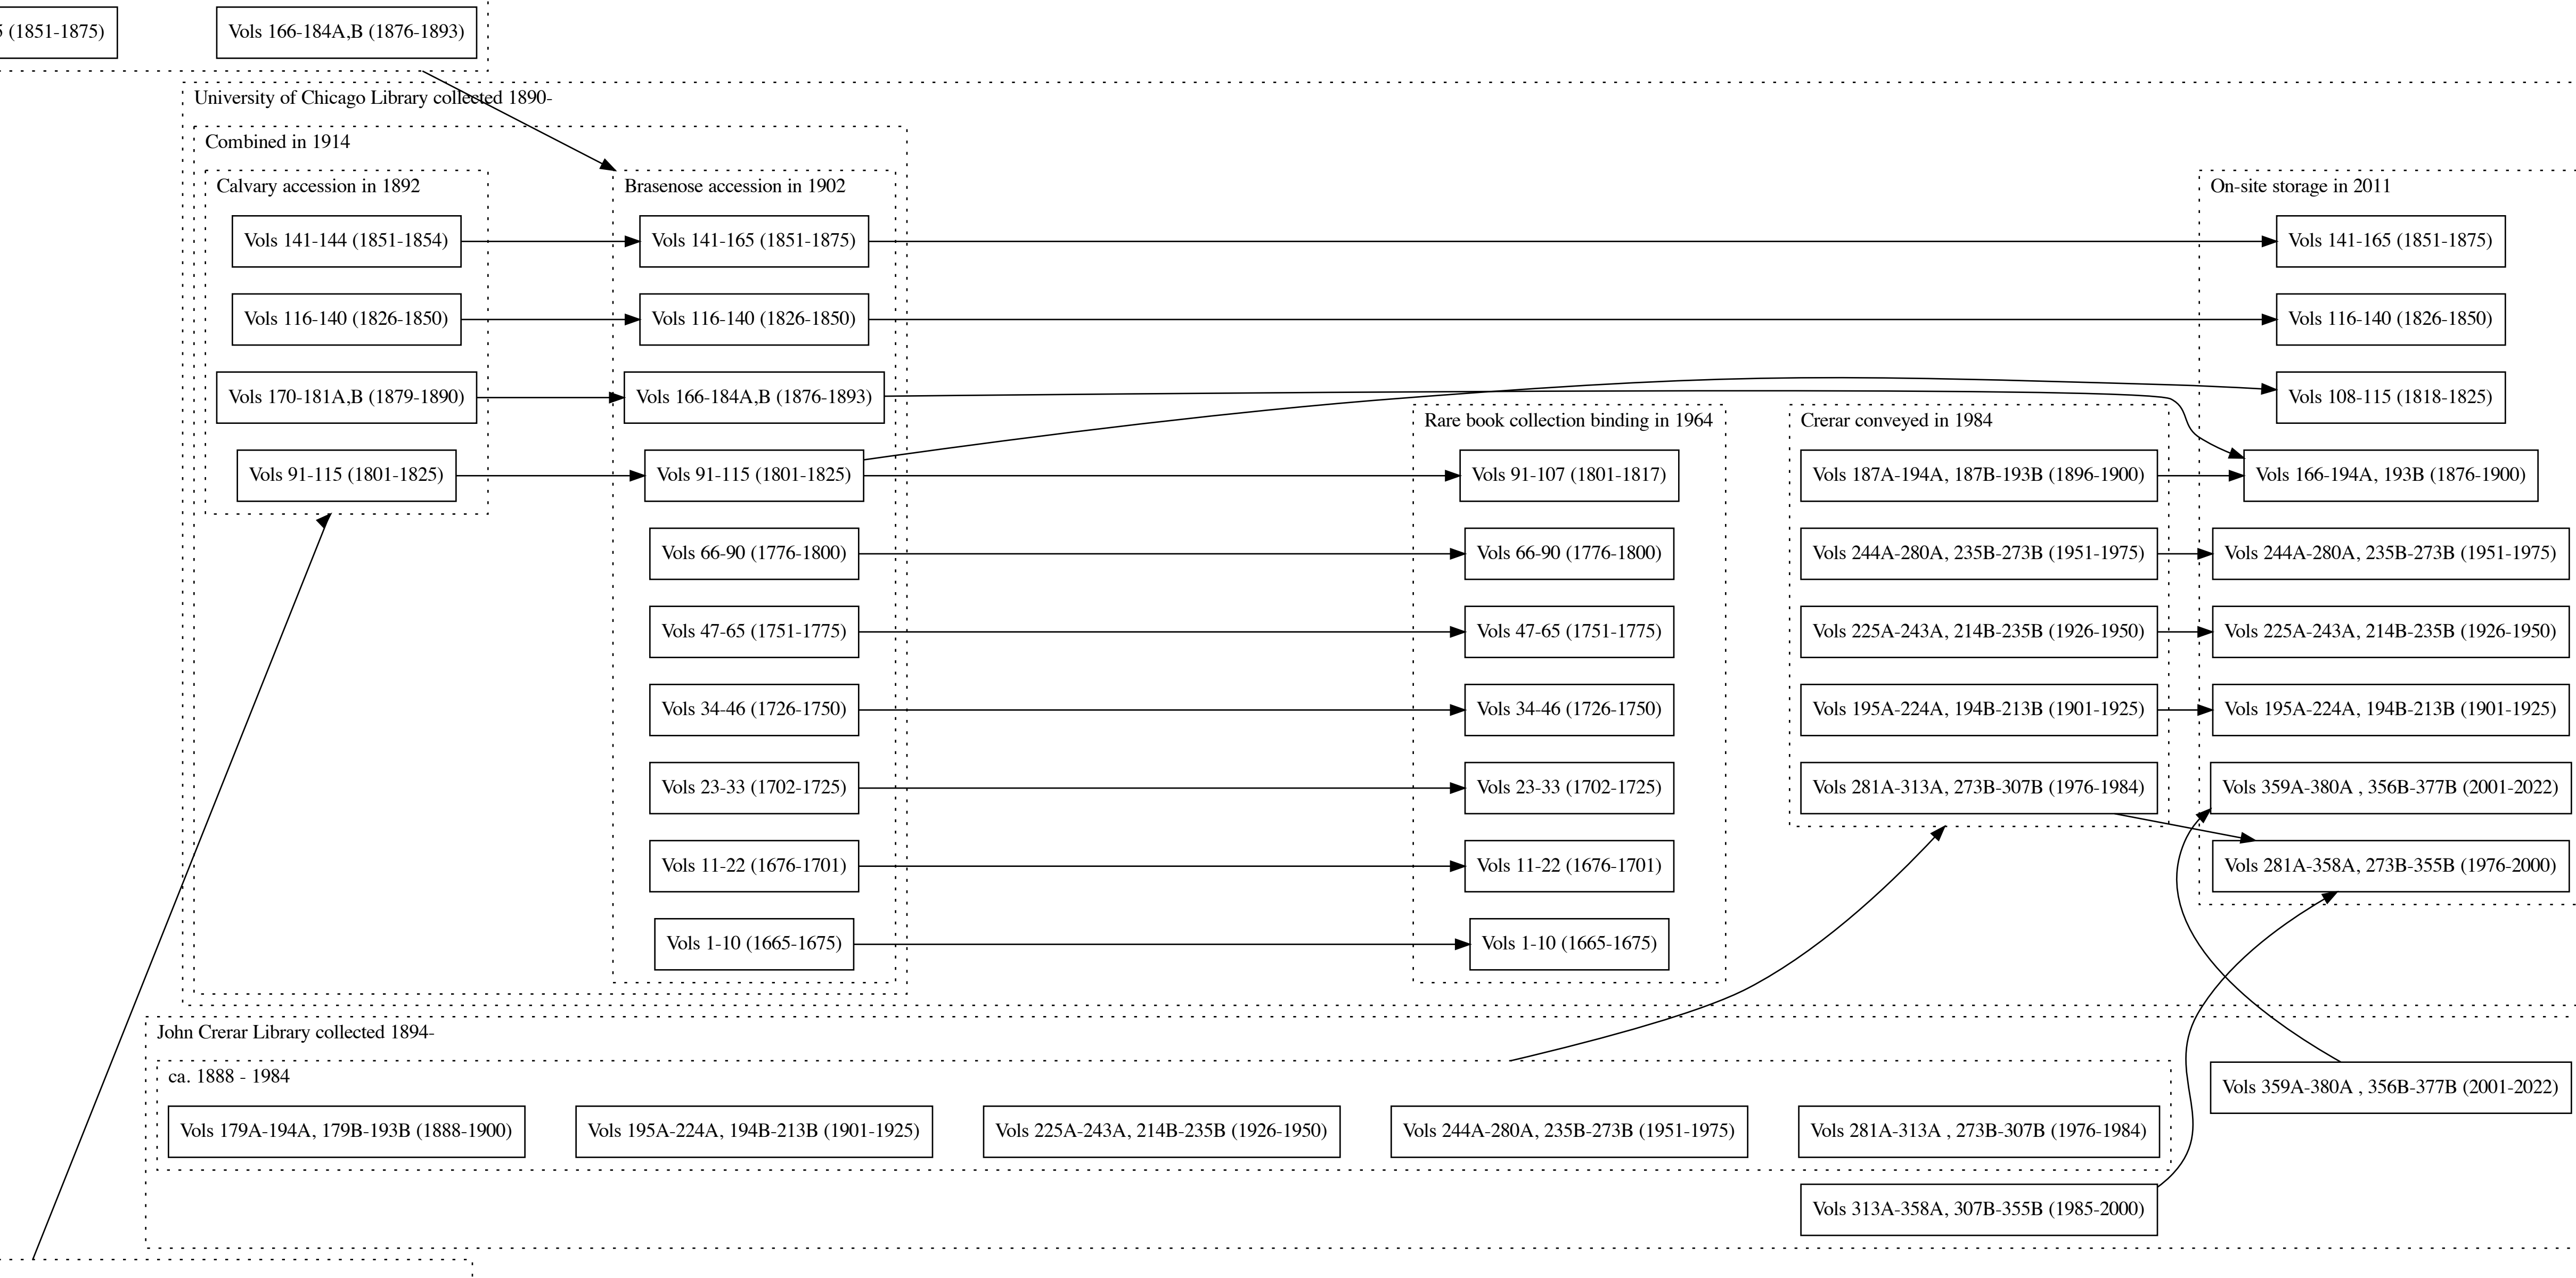 5 (1851-1875)
Vols 166-184A,B (1876-1893)
University of Chicago Library collected 1890-
Combined in 1914
Calvary accession in 1892
Vols 141-144 (1851-1854)
Vols 116-140 (1826-1850)
Vols 170-181A,B (1879-1890)
Vols 91-115 (1801-1825)
Brasenose accession in 1902
Vols 141-165 (1851-1875)
Vols 116-140 (1826-1850)
Vols 166-184A,B (1876-1893)
Vols 91-115 (1801-1825)
Vols 66-90 (1776-1800)
Vols 47-65 (1751-1775)
Vols 34-46 (1726-1750)
Vols 23-33 (1702-1725)
Vols 11-22 (1676-1701)
Vols 1-10 (1665-1675)
Rare book collection binding in 1964
Vols 91-107 (1801-1817)
Vols 66-90 (1776-1800)
Vols 47-65 (1751-1775)
Vols 34-46 (1726-1750)
Vols 23-33 (1702-1725)
Vols 11-22 (1676-1701)
Vols 1-10 (1665-1675)
Crerar conveyed in 1984
Vols 187A-194A, 187B-193B (1896-1900)
Vols 244A-280A, 235B-273B (1951-1975)
Vols 225A-243A, 214B-235B (1926-1950)
Vols 195A-224A, 194B-213B (1901-1925)
Vols 281A-313A, 273B-307B (1976-1984)
On-site storage in 2011
Vols 141-165 (1851-1875)
Vols 116-140 (1826-1850)
Vols 108-115 (1818-1825)
Vols 166-194A, 193B (1876-1900)
Vols 244A-280A, 235B-273B (1951-1975)
Vols 225A-243A, 214B-235B (1926-1950)
Vols 195A-224A, 194B-213B (1901-1925)
Vols 359A-380A , 356B-377B (2001-2022)
Vols 281A-358A, 273B-355B (1976-2000)
John Crerar Library collected 1894-
ca. 1888 - 1984
Vols 179A-194A, 179B-193B (1888-1900)
Vols 195A-224A, 194B-213B (1901-1925)
Vols 225A-243A, 214B-235B (1926-1950)
Vols 244A-280A, 235B-273B (1951-1975)
Vols 281A-313A , 273B-307B (1976-1984)
Vols 359A-380A , 356B-377B (2001-2022)
Vols 313A-358A, 307B-355B (1985-2000)